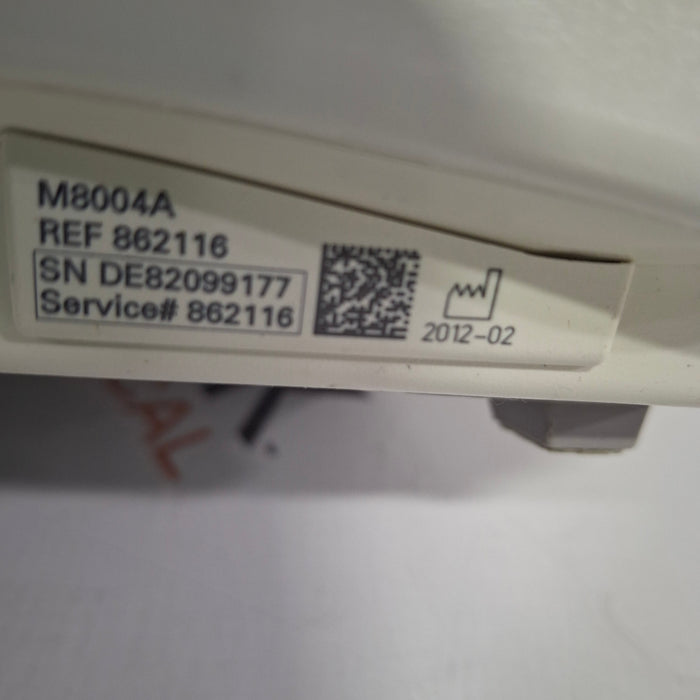 M8004A
REF 862116
SN DE82099177
Service# 862116
2012-02